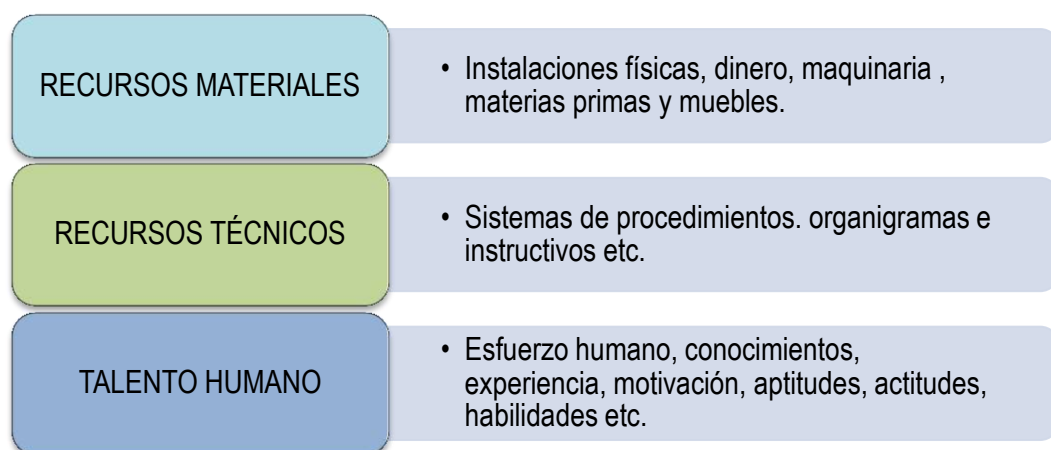 RECURSOS MATERIALES
• Instalaciones físicas, dinero, maquinaria ,
materias primas y muebles.
RECURSOS TÉCNICOS
• Sistemas de procedimientos. organigramas e
instructivos etc.
TALENTO HUMANO
• Esfuerzo humano, conocimientos,
experiencia, motivación, aptitudes, actitudes,
habilidades etc.